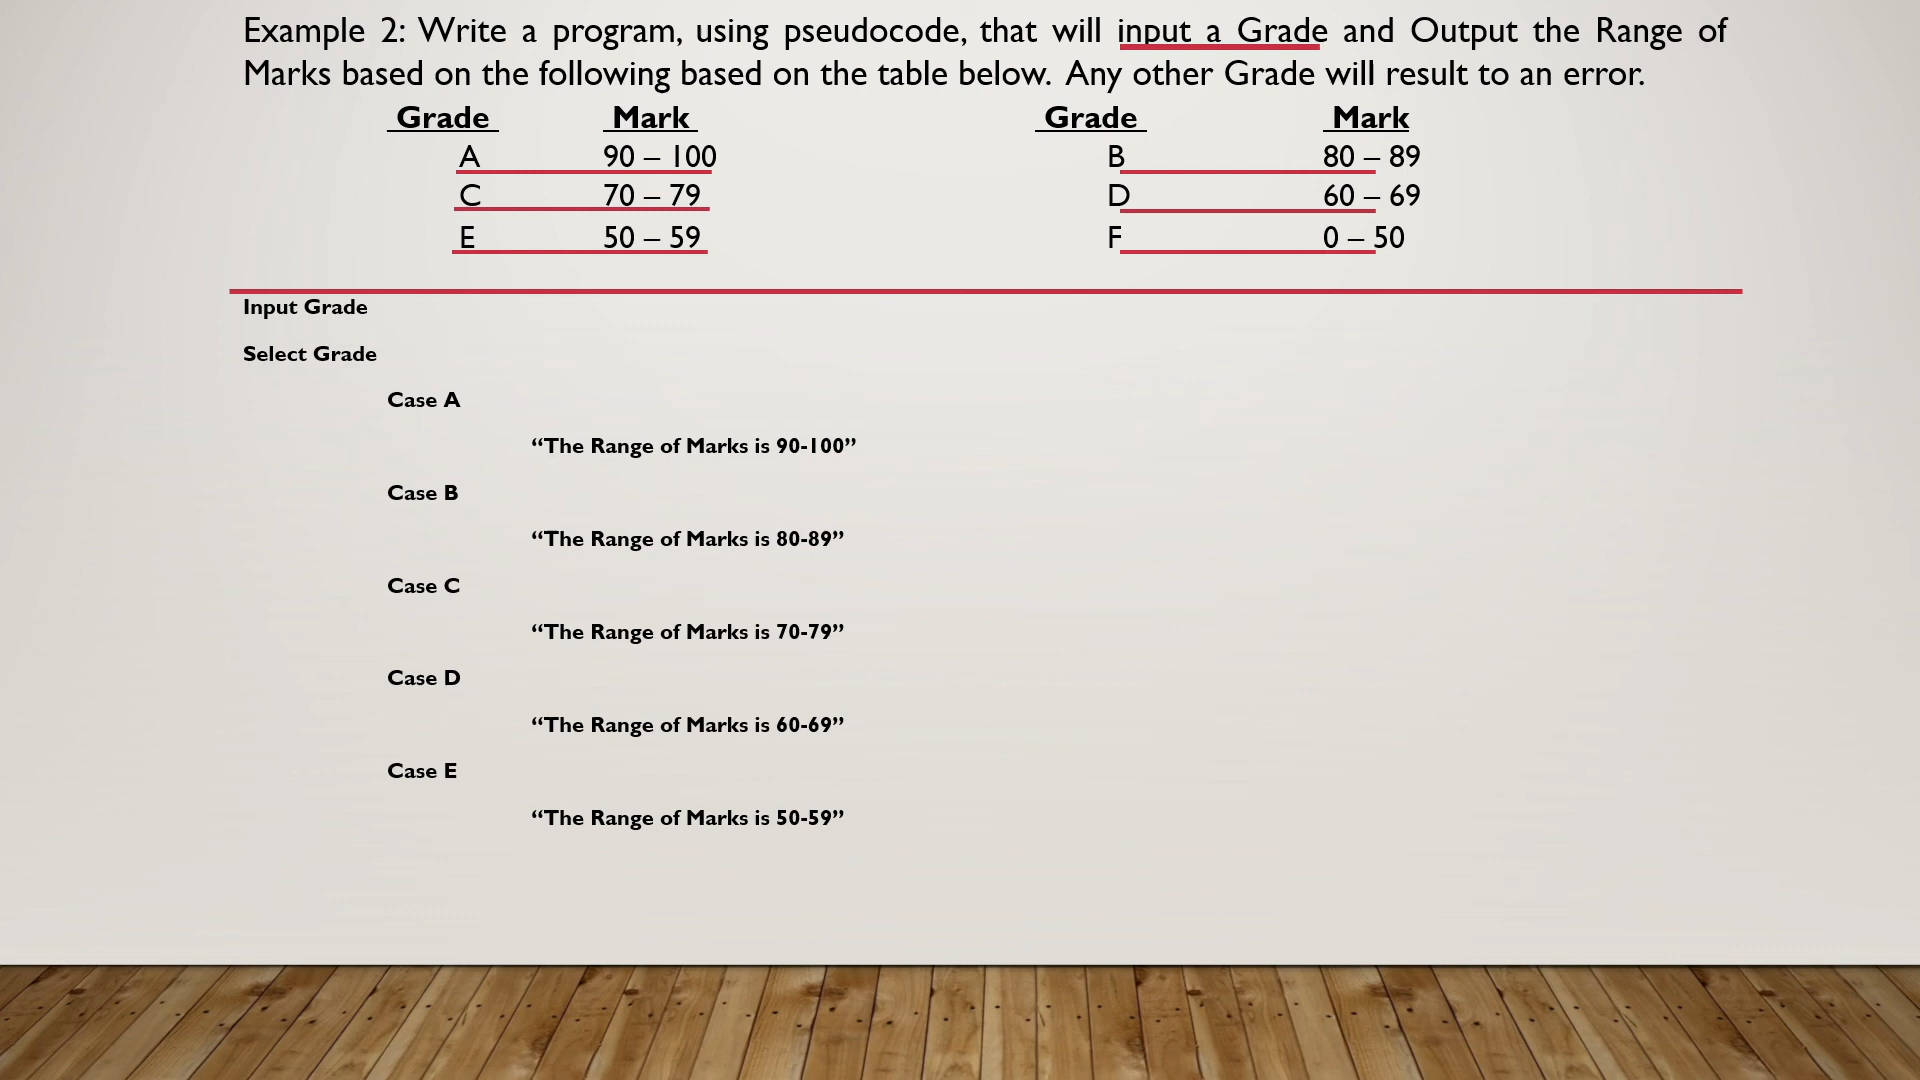 Example 2: Write a program, using pseudocode, that will input a Grade and Output the Range of
Marks based on the following based on the table below. Any other Grade will result to an error.
Grade Mark Grade Mark
A 90 – 100 B 80 – 89
C 70 – 79 D 60 – 69
E 50 – 59 F 0 – 50
Input Grade
Select Grade
Case A
“The Range of Marks is 90-100”
Case B
“The Range of Marks is 80-89”
Case C
“The Range of Marks is 70-79”
Case D
“The Range of Marks is 60-69”
Case E
“The Range of Marks is 50-59”